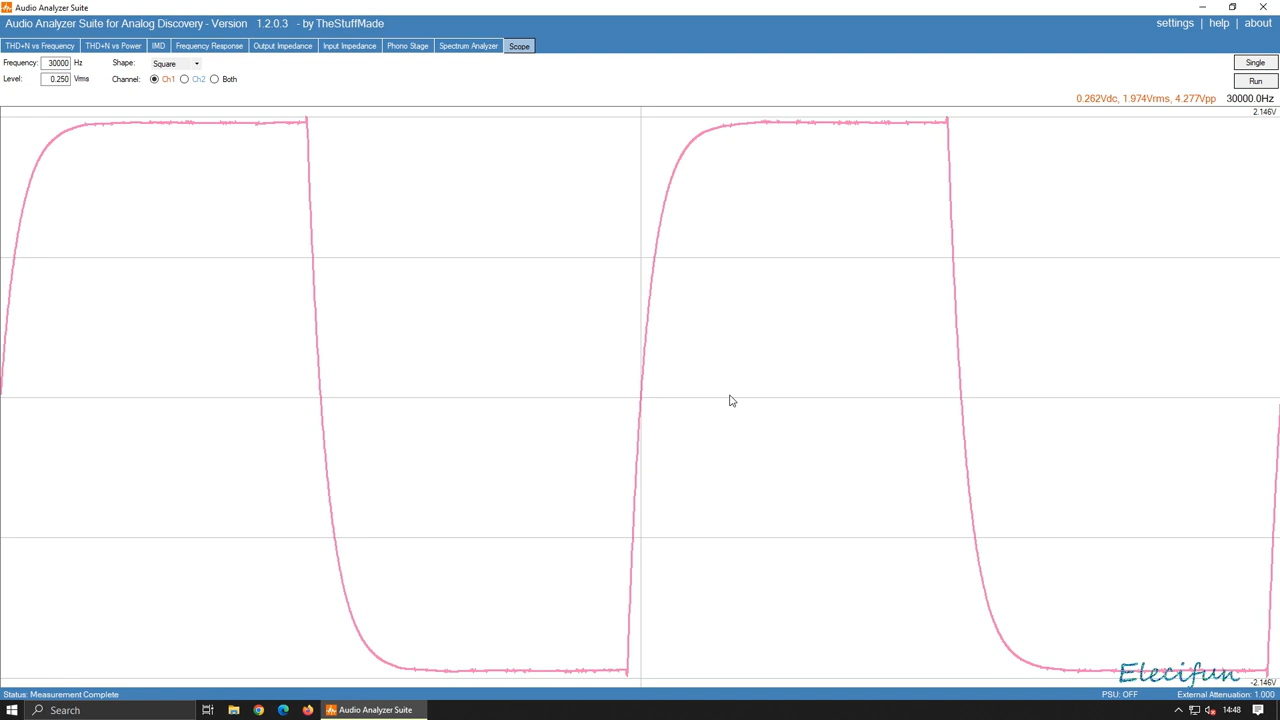 Audio Analyzer Suite
Audio Analyzer Suite for Analog Discovery - Version 1.2.0.3 - by TheStuffMade
settings | help | about
THD+N vs Frequency THD+N vs Power IMD Frequency Response Output Impedance Input Impedance Phono Stage Spectrum Analyzer Scope
Frequency: 30000 Hz Shape: Square Single
Level: 0.250 Vrms Channel: Ch1 Ch2 Both Run
0.262Vdc, 1.974Vrms, 4.277Vpp 30000.0Hz
2.146V
Elecifun
-2.146V
Status: Measurement Complete PSU: OFF External Attenuation: 1.000
Search Audio Analyzer Suite 14:48